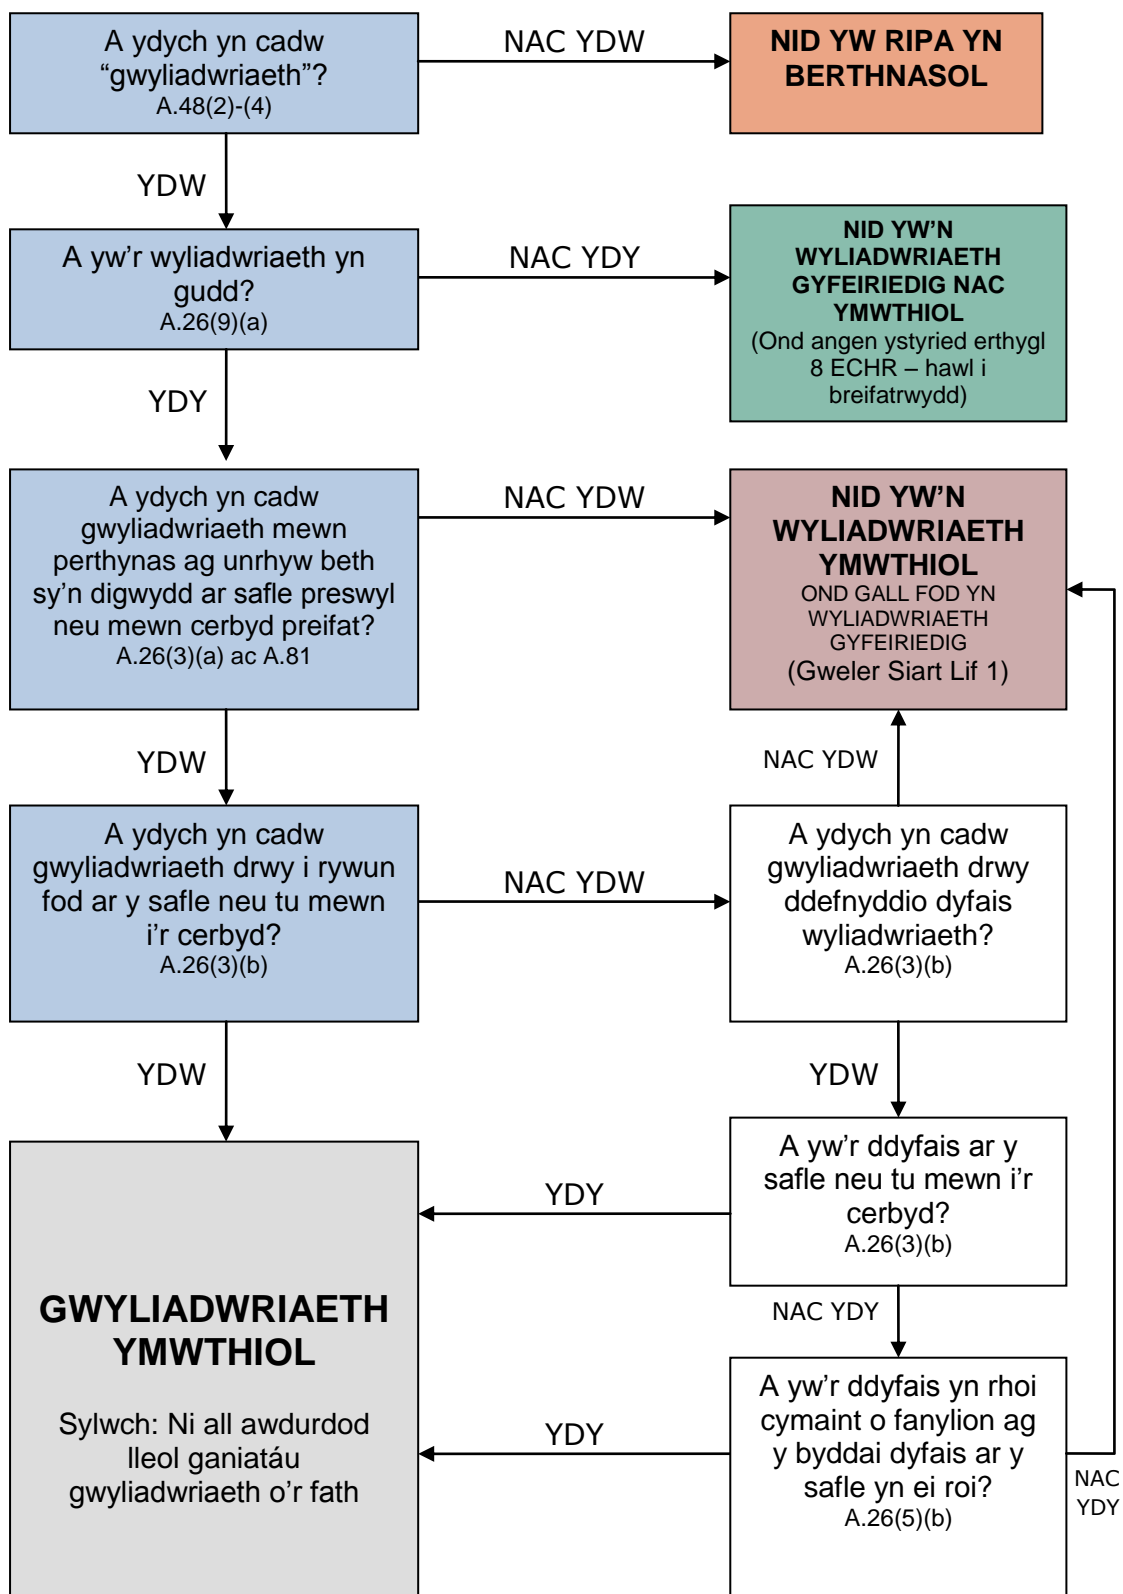 A ydych yn cadw
“gwyliadwriaeth”?
A.48(2)-(4)
NAC YDW
NID YW RIPA YN
BERTHNASOL
YDW
A yw’r wyliadwriaeth yn
gudd?
A.26(9)(a)
NAC YDY
NID YW’N
WYLIADWRIAETH
GYFEIRIEDIG NAC
YMWTHIOL
(Ond angen ystyried erthygl
8 ECHR – hawl i
breifatrwydd)
YDY
A ydych yn cadw
gwyliadwriaeth mewn
perthynas ag unrhyw beth
sy’n digwydd ar safle preswyl
neu mewn cerbyd preifat?
A.26(3)(a) ac A.81
NAC YDW
NID YW’N
WYLIADWRIAETH
YMWTHIOL
OND GALL FOD YN
WYLIADWRIAETH
GYFEIRIEDIG
(Gweler Siart Lif 1)
YDW
NAC YDW
A ydych yn cadw
gwyliadwriaeth drwy i rywun
fod ar y safle neu tu mewn
i’r cerbyd?
A.26(3)(b)
NAC YDW
A ydych yn cadw
gwyliadwriaeth drwy
ddefnyddio dyfais
wyliadwriaeth?
A.26(3)(b)
YDW
YDW
A yw’r ddyfais ar y
safle neu tu mewn i’r
cerbyd?
A.26(3)(b)
YDY
NAC YDY
GWYLIADWRIAETH
YMWTHIOL
Sylwch: Ni all awdurdod
lleol ganiatáu
gwyliadwriaeth o’r fath
YDY
A yw’r ddyfais yn rhoi
cymaint o fanylion ag
y byddai dyfais ar y
safle yn ei roi?
A.26(5)(b)
NAC
YDY